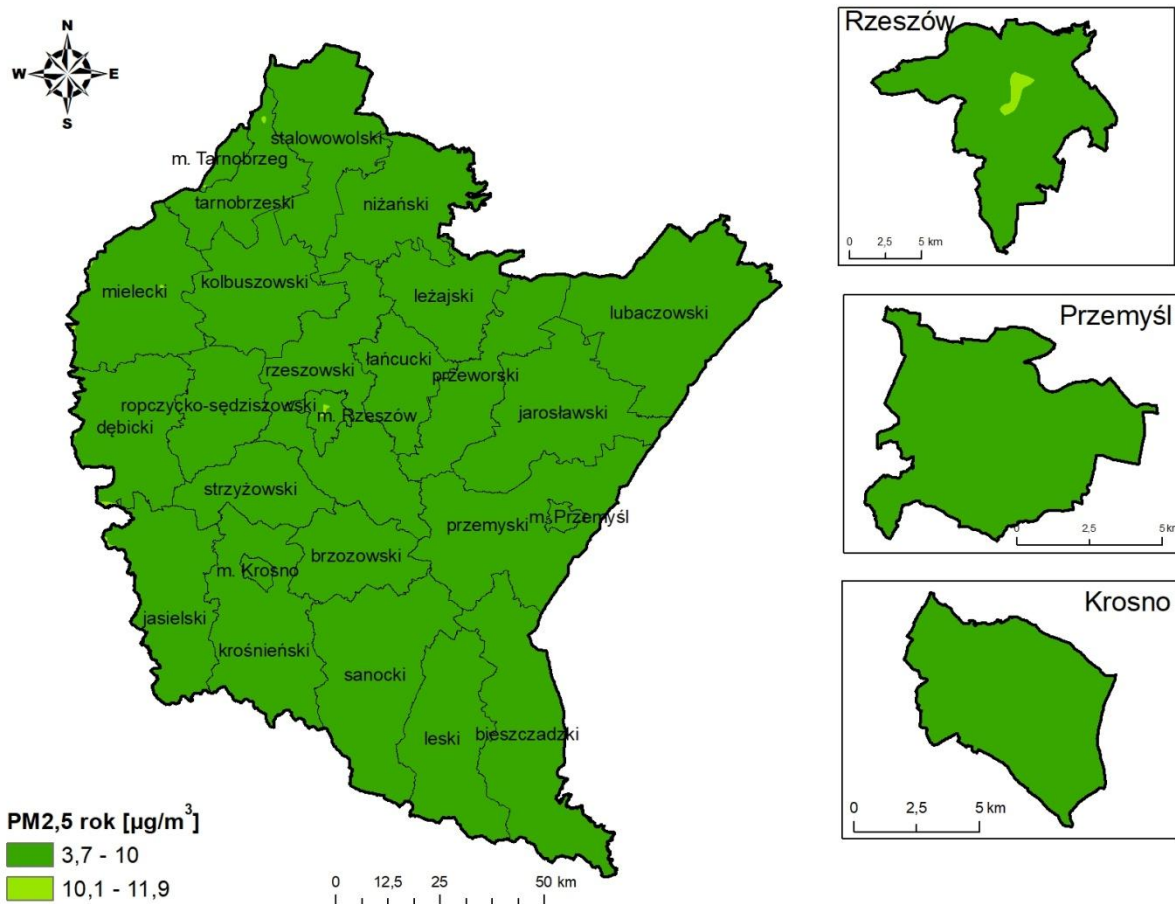 N
W E
S
stalowowolski
m. Tarnobrzeg
tarnobrzeski
niżański
mielecki
kolbuszowski
leżajski
lubaczowski
rzeszowski
łańcucki
przeworski
ropczycko-sędziszowski
m. Rzeszów
jarosławski
dębicki
strzyżowski
przemyski
m. Przemyśl
brzozowski
m. Krosno
jasielski
krośnieński
sanocki
leski
bieszczadzki
PM2,5 rok [µg/m³]
3,7 - 10
10,1 - 11,9
0 12,5 25 50 km
Rzeszów
0 2,5 5 km
Przemyśl
0 2,5 5 km
Krosno
0 2,5 5 km